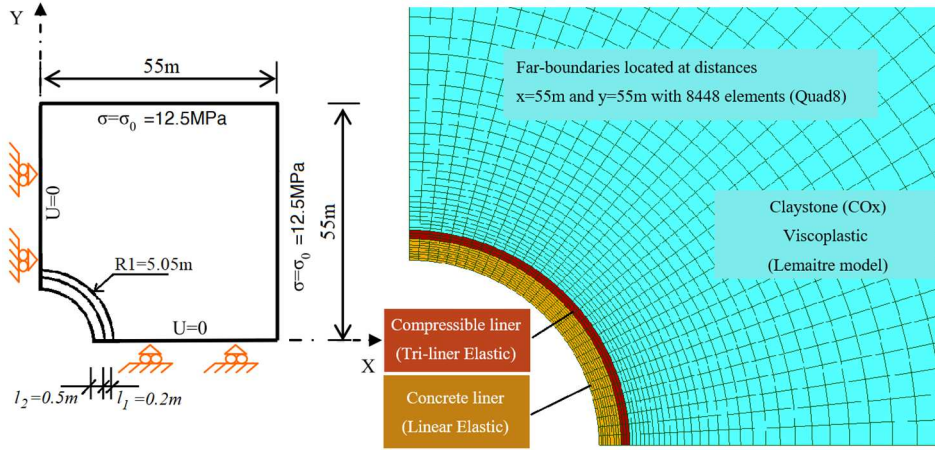 Y
55m
σ=σ0 =12.5MPa
U=0
σ=σ0 =12.5MPa
55m
R1=5.05m
U=0
X
l2=0.5m
l1=0.2m
Far-boundaries located at distances
x=55m and y=55m with 8448 elements (Quad8)
Claystone (COx)
Viscoplastic
(Lemaitre model)
Compressible liner
(Tri-liner Elastic)
Concrete liner
(Linear Elastic)